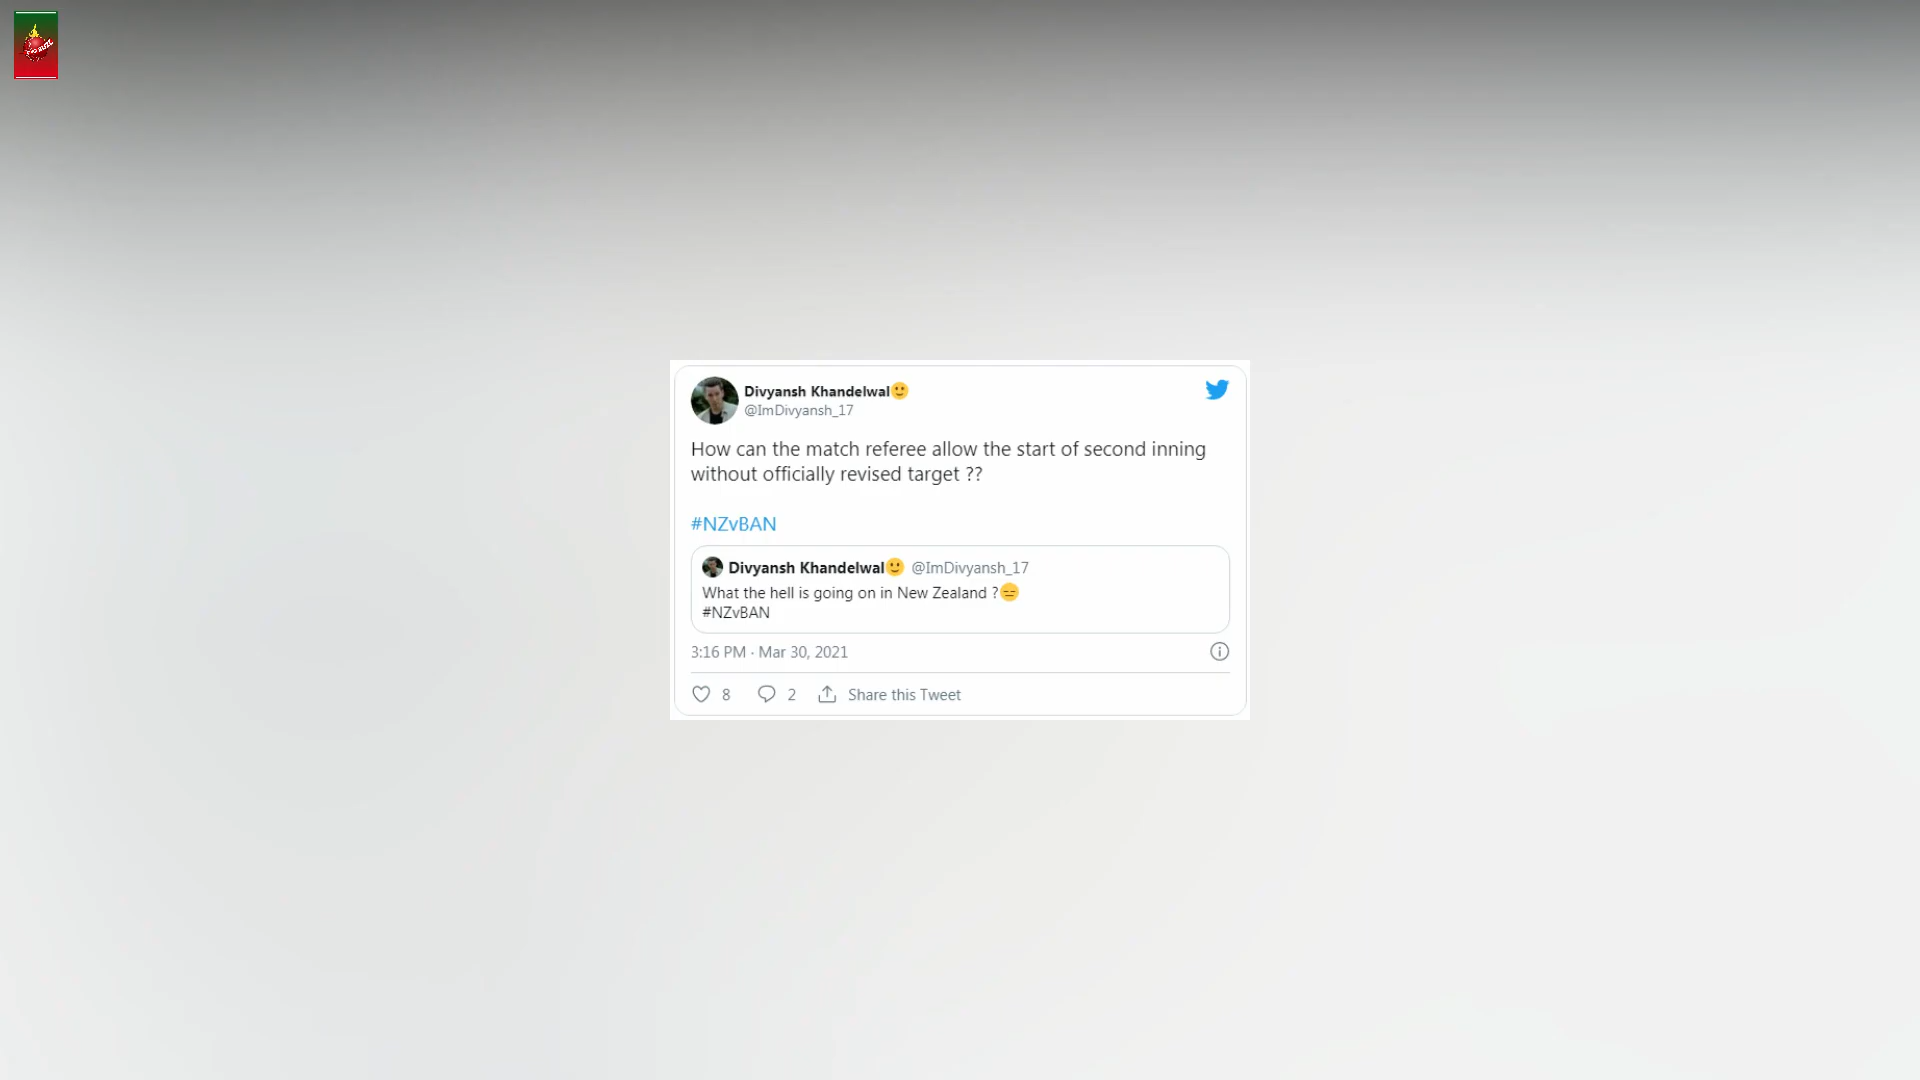 Divyansh Khandelwal🙂
@ImDivyansh_17
How can the match referee allow the start of second inning
without officially revised target ??
#NZvBAN
Divyansh Khandelwal🙂 @ImDivyansh_17
What the hell is going on in New Zealand ?😑
#NZvBAN
3:16 PM · Mar 30, 2021
8 2 Share this Tweet